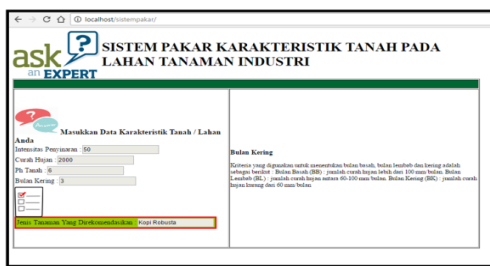 localhost/sistempakar/
ask
an EXPERT
SISTEM PAKAR KARAKTERISTIK TANAH PADA
LAHAN TANAMAN INDUSTRI
Masukkan Data Karakteristik Tanah / Lahan
Anda
Intensitas Penyinaran : 50
Curah Hujan : 2000
Ph Tanah : 6
Bulan Kering : 3
Jenis Tanaman Yang Direkomendasikan : Kopi Robusta
Bulan Kering
Kriteria yang digunakan untuk menentukan bulan basah, bulan lembab dan kering adalah
sebagai berikut : Bulan Basah (BB) : jumlah curah hujan lebih dari 100 mm/bulan. Bulan
Lembab (BL) : jumlah curah hujan antara 60-100 mm/bulan. Bulan Kering (BK) : jumlah curah
hujan kurang dari 60 mm/bulan